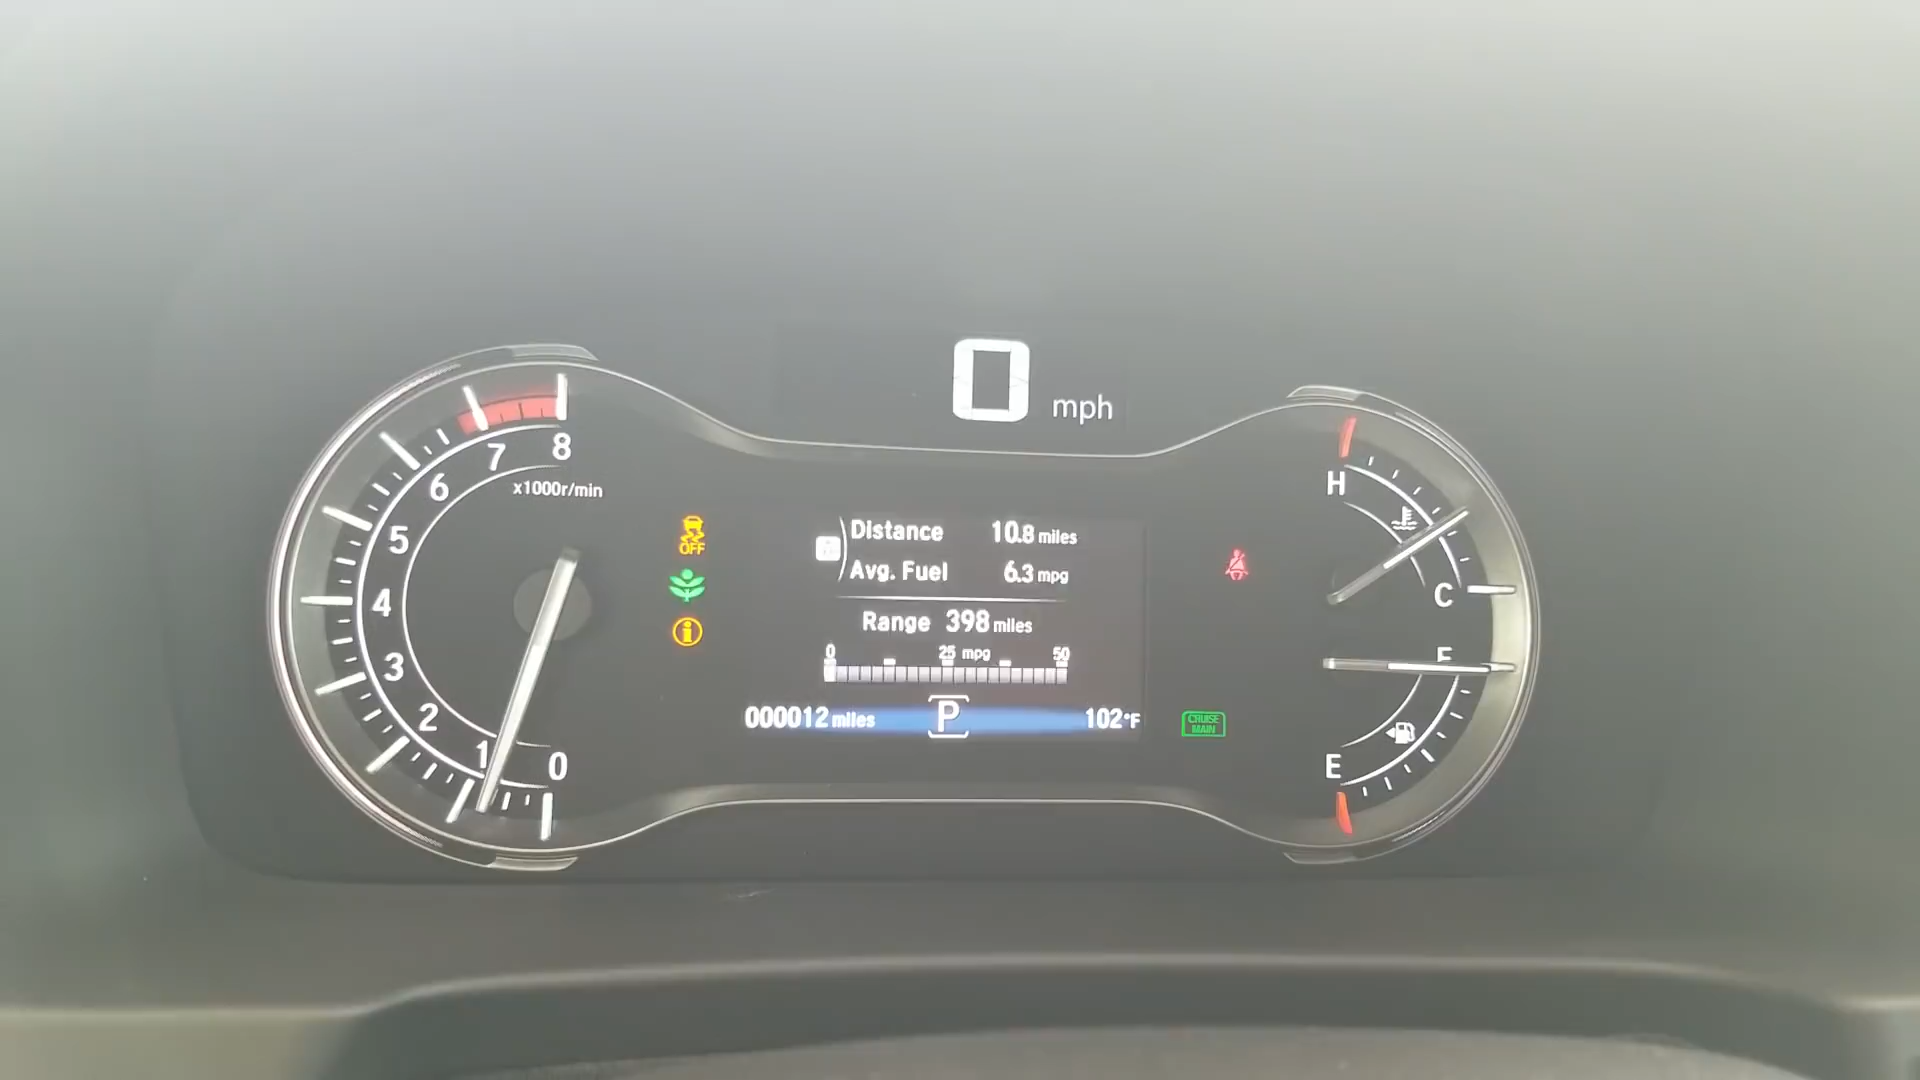 0 mph
8
7
6
x1000r/min
5
4
3
2
1
0
OFF
Distance 10.8 miles
Avg. Fuel 6.3 mpg
Range 398 miles
0 25 mpg 50
000012 miles P 102°F
CRUISE
MAIN
H
C
F
E